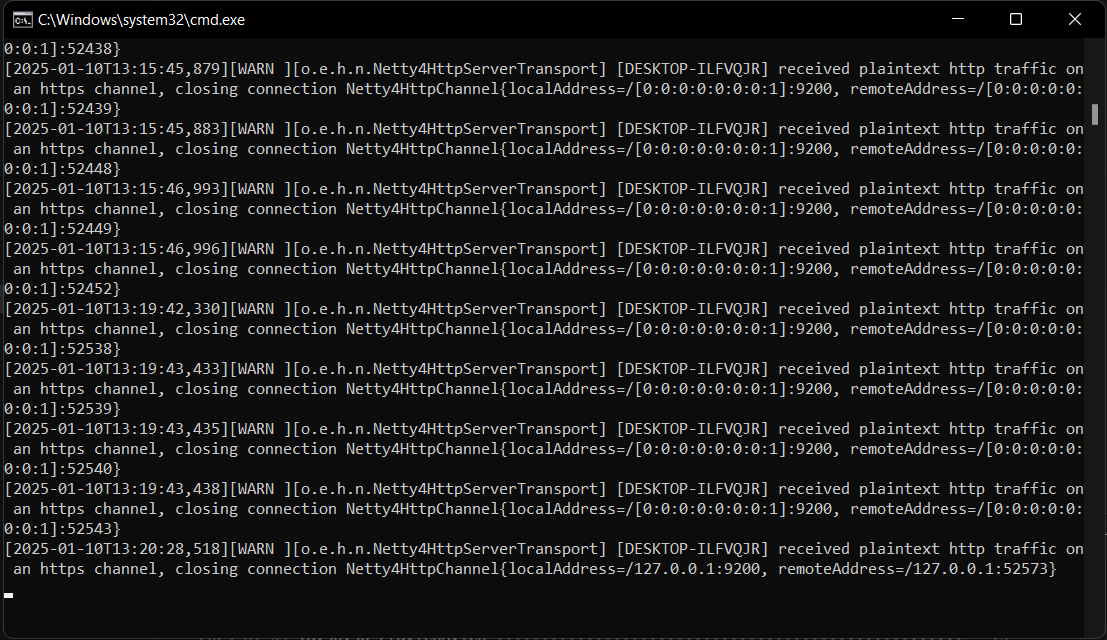 C:\Windows\system32\cmd.exe
0:0:1]:52438}
[2025-01-10T13:15:45,879][WARN ][o.e.h.n.Netty4HttpServerTransport] [DESKTOP-ILFVQJR] received plaintext http traffic on
 an https channel, closing connection Netty4HttpChannel{localAddress=/[0:0:0:0:0:0:0:1]:9200, remoteAddress=/[0:0:0:0:0:
0:0:1]:52439}
[2025-01-10T13:15:45,883][WARN ][o.e.h.n.Netty4HttpServerTransport] [DESKTOP-ILFVQJR] received plaintext http traffic on
 an https channel, closing connection Netty4HttpChannel{localAddress=/[0:0:0:0:0:0:0:1]:9200, remoteAddress=/[0:0:0:0:0:
0:0:1]:52448}
[2025-01-10T13:15:46,993][WARN ][o.e.h.n.Netty4HttpServerTransport] [DESKTOP-ILFVQJR] received plaintext http traffic on
 an https channel, closing connection Netty4HttpChannel{localAddress=/[0:0:0:0:0:0:0:1]:9200, remoteAddress=/[0:0:0:0:0:
0:0:1]:52449}
[2025-01-10T13:15:46,996][WARN ][o.e.h.n.Netty4HttpServerTransport] [DESKTOP-ILFVQJR] received plaintext http traffic on
 an https channel, closing connection Netty4HttpChannel{localAddress=/[0:0:0:0:0:0:0:1]:9200, remoteAddress=/[0:0:0:0:0:
0:0:1]:52452}
[2025-01-10T13:19:42,330][WARN ][o.e.h.n.Netty4HttpServerTransport] [DESKTOP-ILFVQJR] received plaintext http traffic on
 an https channel, closing connection Netty4HttpChannel{localAddress=/[0:0:0:0:0:0:0:1]:9200, remoteAddress=/[0:0:0:0:0:
0:0:1]:52538}
[2025-01-10T13:19:43,433][WARN ][o.e.h.n.Netty4HttpServerTransport] [DESKTOP-ILFVQJR] received plaintext http traffic on
 an https channel, closing connection Netty4HttpChannel{localAddress=/[0:0:0:0:0:0:0:1]:9200, remoteAddress=/[0:0:0:0:0:
0:0:1]:52539}
[2025-01-10T13:19:43,435][WARN ][o.e.h.n.Netty4HttpServerTransport] [DESKTOP-ILFVQJR] received plaintext http traffic on
 an https channel, closing connection Netty4HttpChannel{localAddress=/[0:0:0:0:0:0:0:1]:9200, remoteAddress=/[0:0:0:0:0:
0:0:1]:52540}
[2025-01-10T13:19:43,438][WARN ][o.e.h.n.Netty4HttpServerTransport] [DESKTOP-ILFVQJR] received plaintext http traffic on
 an https channel, closing connection Netty4HttpChannel{localAddress=/[0:0:0:0:0:0:0:1]:9200, remoteAddress=/[0:0:0:0:0:
0:0:1]:52543}
[2025-01-10T13:20:28,518][WARN ][o.e.h.n.Netty4HttpServerTransport] [DESKTOP-ILFVQJR] received plaintext http traffic on
 an https channel, closing connection Netty4HttpChannel{localAddress=/127.0.0.1:9200, remoteAddress=/127.0.0.1:52573}